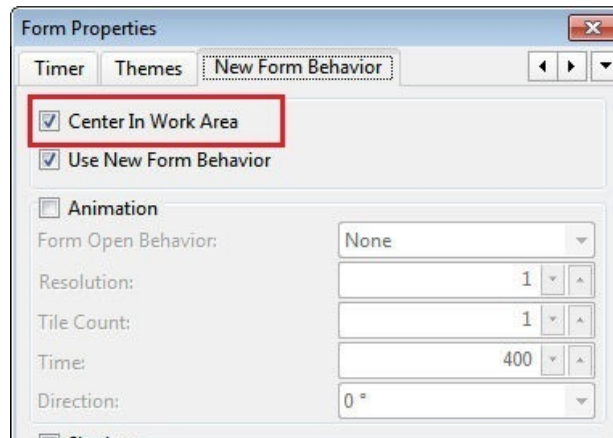 Form Properties
Timer Themes New Form Behavior
Center In Work Area
Use New Form Behavior
Animation
Form Open Behavior: None
Resolution: 1
Tile Count: 1
Time: 400
Direction: 0 °